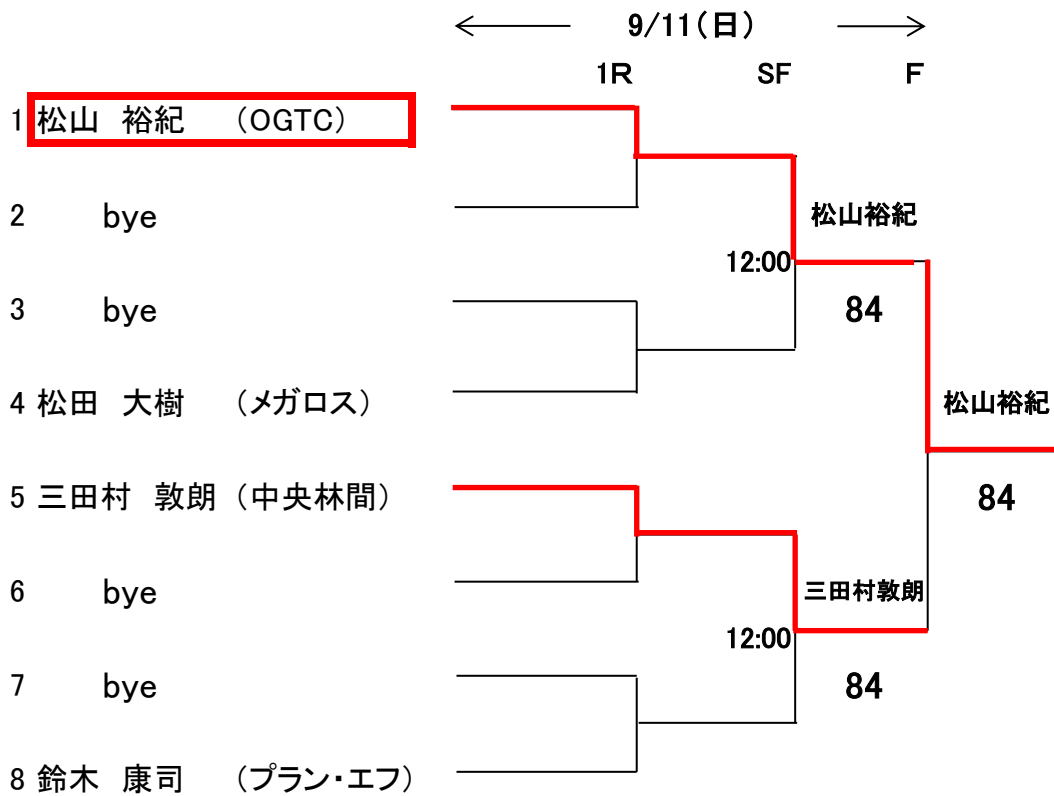 9/11(日)
1R SF F
1 松山 裕紀 (OGTC)
2 bye
松山裕紀
12:00
3 bye
84
4 松田 大樹 (メガロス)
松山裕紀
5 三田村 敦朗 (中央林間)
84
6 bye
三田村敦朗
12:00
7 bye
84
8 鈴木 康司 (プラン・エフ)